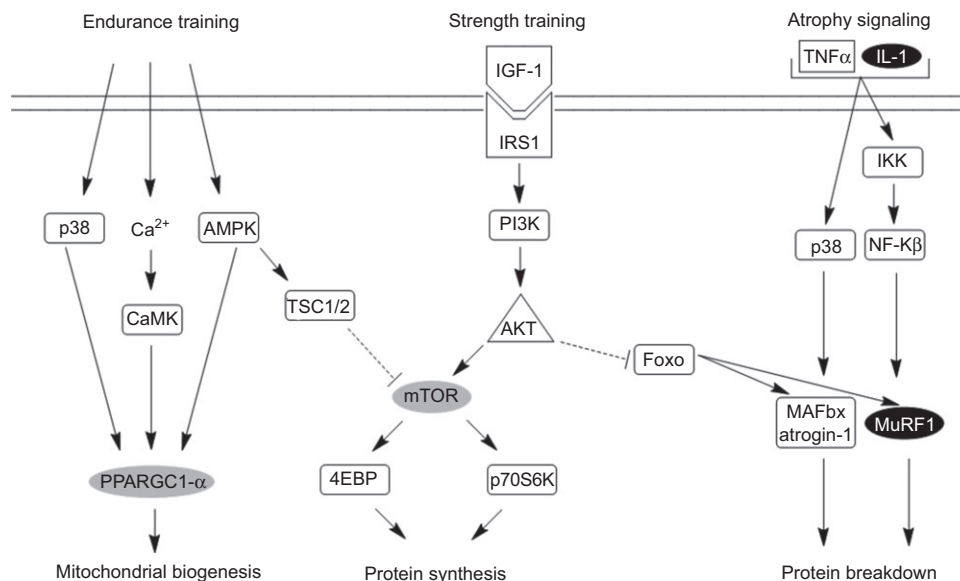 Endurance training
Strength training
Atrophy signaling
IGF-1
TNFα
IL-1
IRS1
IKK
p38
Ca2+
AMPK
PI3K
p38
NF-Kβ
TSC1/2
CaMK
AKT
Foxo
mTOR
MAFbx
atrogin-1
MuRF1
PPARGC1-α
4EBP
p70S6K
Mitochondrial biogenesis
Protein synthesis
Protein breakdown